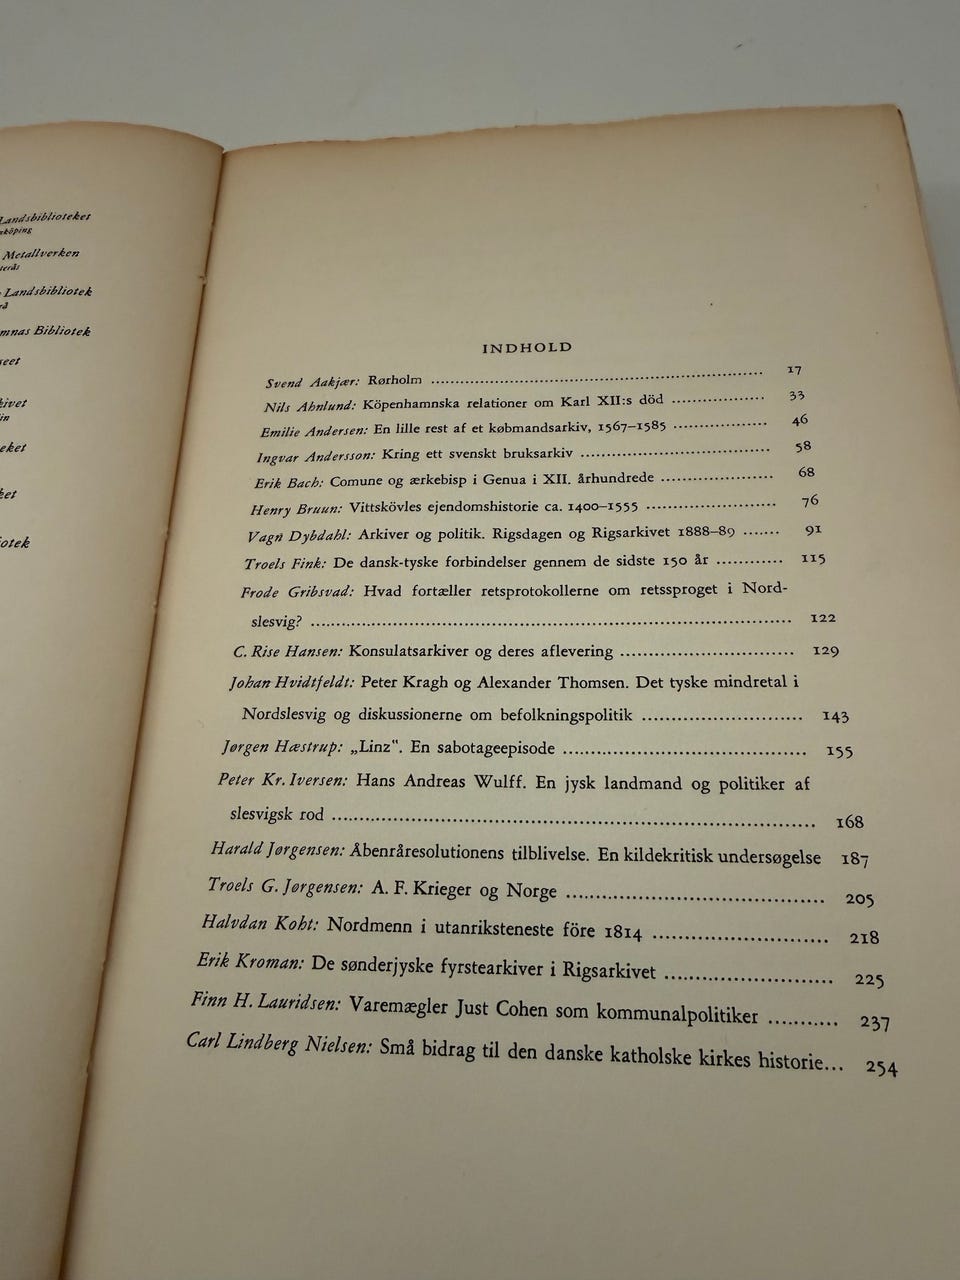 Landsbiblioteket
Metallverken
Landsbibliotek
Bibliotek
INDHOLD
Svend Aakjær: Rørholm ........ 17
Nils Ahnlund: Köpenhamnska relationer om Karl XII:s död ........ 33
Emilie Andersen: En lille rest af et købmandsarkiv, 1567–1585 ........ 46
Ingvar Andersson: Kring ett svenskt bruksarkiv ........ 58
Erik Bach: Comune og ærkebisp i Genua i XII. århundrede ........ 68
Henry Bruun: Vittskövles ejendomshistorie ca. 1400–1555 ........ 76
Vagn Dybdahl: Arkiver og politik. Rigsdagen og Rigsarkivet 1888–89 ....... 91
Troels Fink: De dansk-tyske forbindelser gennem de sidste 150 år ........ 115
Frode Gribsvad: Hvad fortæller retsprotokollerne om retssproget i Nord-
slesvig? ........ 122
C. Rise Hansen: Konsulatsarkiver og deres aflevering ........ 129
Johan Hvidtfeldt: Peter Kragh og Alexander Thomsen. Det tyske mindretal i
Nordslesvig og diskussionerne om befolkningspolitik ........ 143
Jørgen Hæstrup: „Linz“. En sabotageepisode ........ 155
Peter Kr. Iversen: Hans Andreas Wulff. En jysk landmand og politiker af
slesvigsk rod ........ 168
Harald Jørgensen: Åbenråresolutionens tilblivelse. En kildekritisk undersøgelse 187
Troels G. Jørgensen: A. F. Krieger og Norge ........ 205
Halvdan Koht: Nordmenn i utanriksteneste före 1814 ........ 218
Erik Kroman: De sønderjyske fyrstearkiver i Rigsarkivet ........ 225
Finn H. Lauridsen: Varemægler Just Cohen som kommunalpolitiker ........ 237
Carl Lindberg Nielsen: Små bidrag til den danske katholske kirkes historie... 254